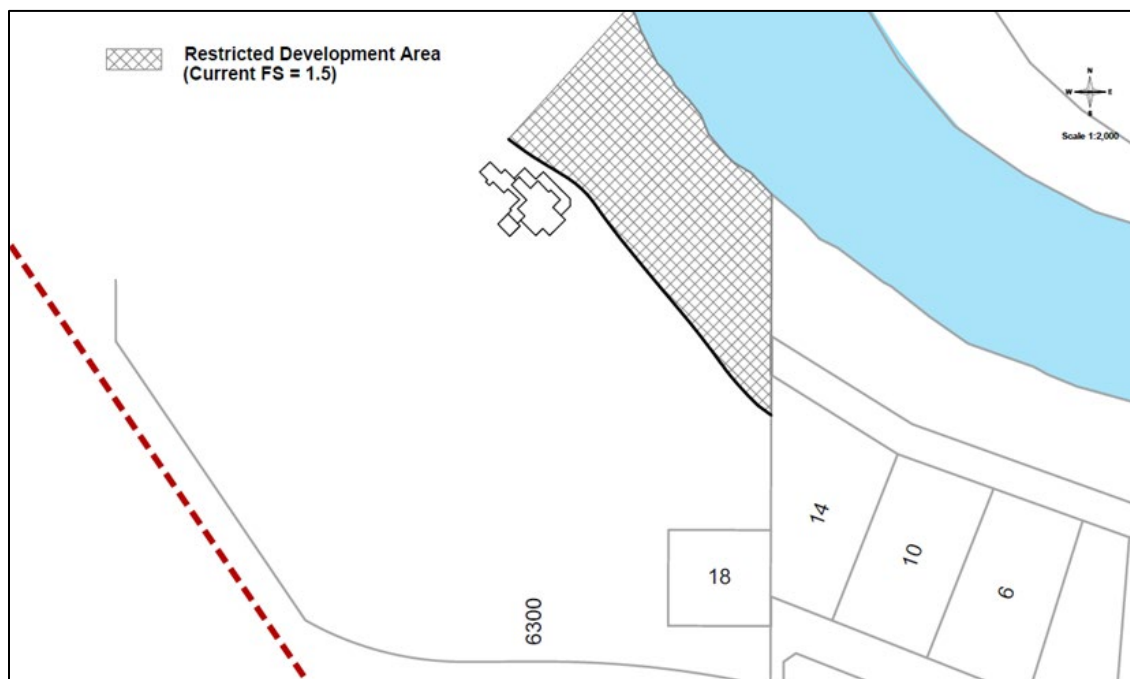 Restricted Development Area
(Current FS = 1.5)
N
W E
S
Scale 1:2,000
14
10
6
18
6300